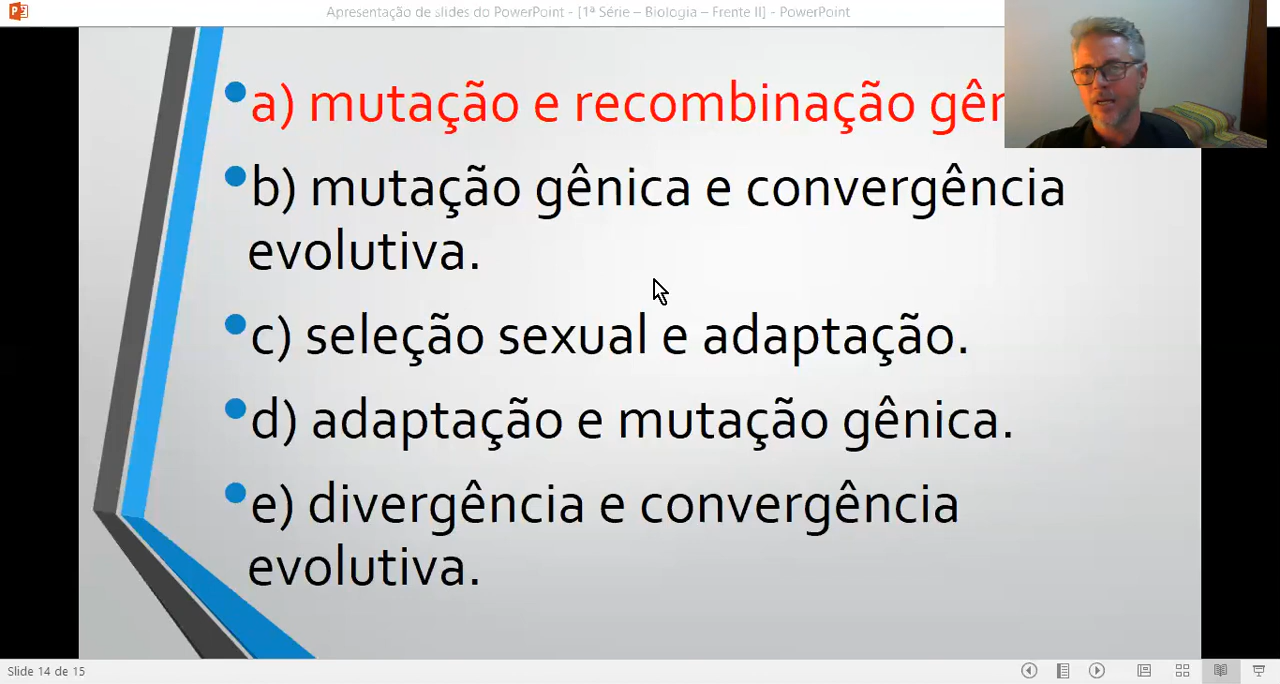 Apresentação de slides do PowerPoint - [1ª Série – Biologia – Frente II] - PowerPoint
a) mutação e recombinação
b) mutação gênica e convergência
evolutiva.
c) seleção sexual e adaptação.
d) adaptação e mutação gênica.
e) divergência e convergência
evolutiva.
Slide 14 de 15